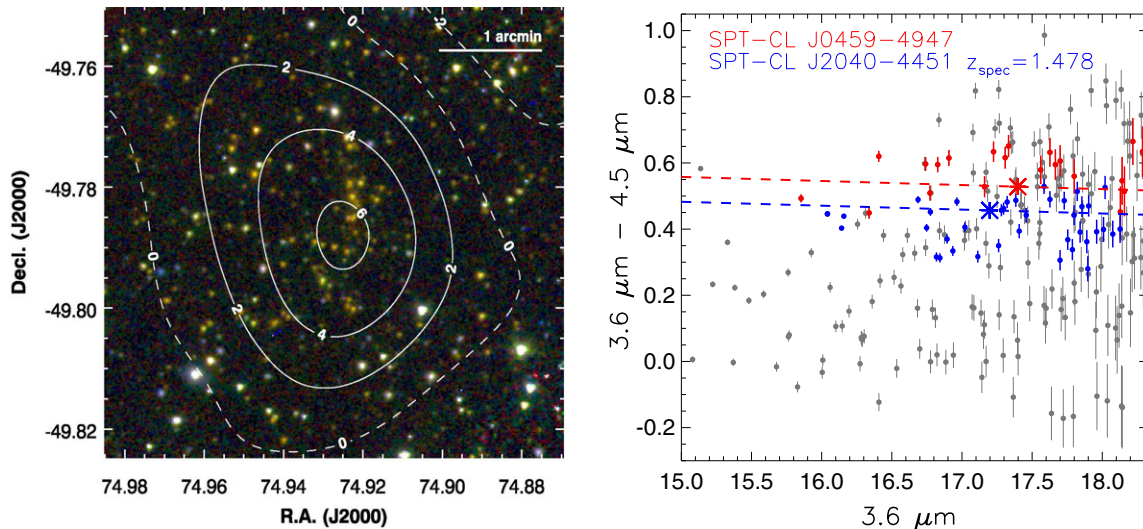 1 arcmin
0
-2
2
4
6
0
2
2
4
0
-49.76
-49.78
-49.80
-49.82
Decl. (J2000)
74.98 74.96 74.94 74.92 74.90 74.88
R.A. (J2000)
SPT-CL J0459-4947
SPT-CL J2040-4451 z_spec=1.478
1.0
0.8
0.6
0.4
0.2
0.0
-0.2
3.6 μm - 4.5 μm
15.0 15.5 16.0 16.5 17.0 17.5 18.0
3.6 μm